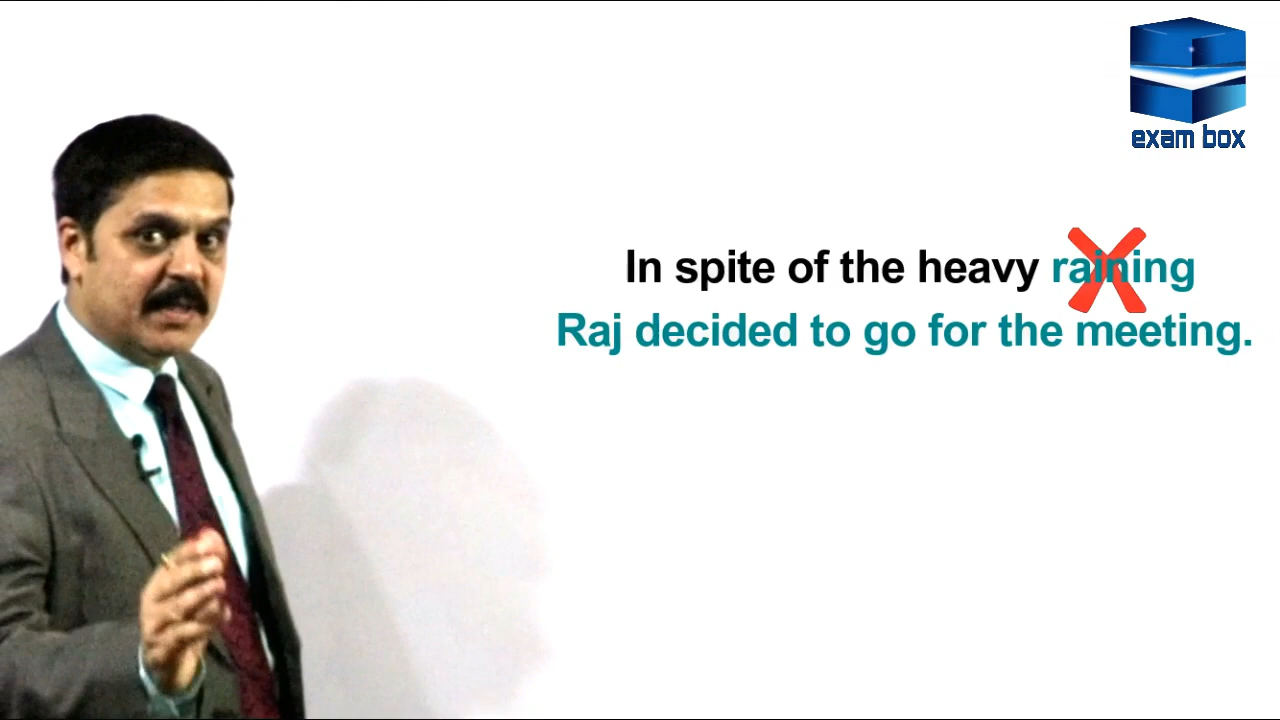 exam box
In spite of the heavy raining
Raj decided to go for the meeting.